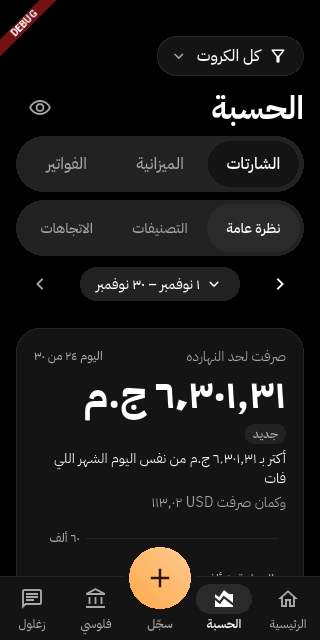 DEBUG
كل الكروت
الحسبة
الشارتات الميزانية الفواتير
نظرة عامة التصنيفات الاتجاهات
١ نوفمبر – ٣٠ نوفمبر
صرفت لحد النهارده اليوم ٢٤ من ٣٠
٦,٣٠١,٣١ ج.م
جديد
أكتر بـ ٦,٣٠١,٣١ ج.م من نفس اليوم الشهر اللي
فات
وكمان صرفت USD ١١٣,٠٢
٦٠ ألف
الرئيسية الحسبة سجّل فلوسي زغلول